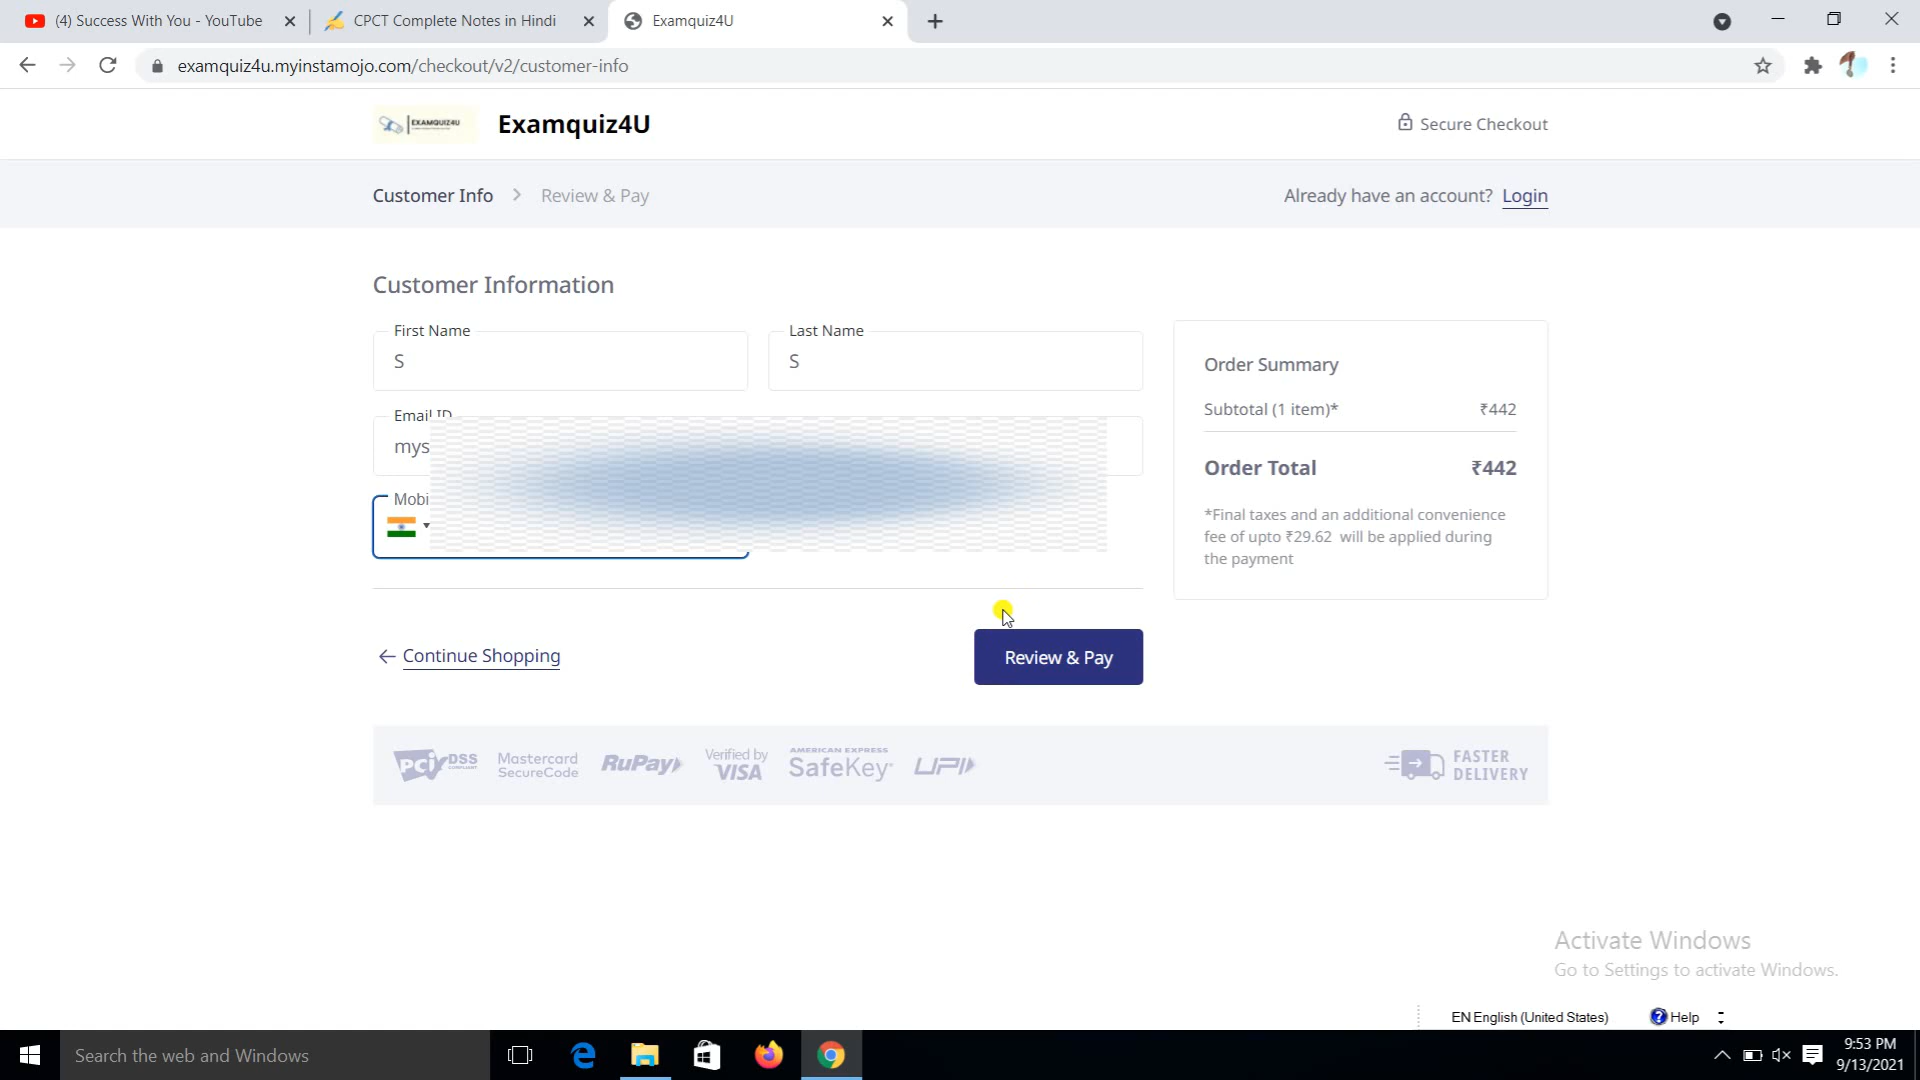 (4) Success With You - YouTube
CPCT Complete Notes in Hindi
Examquiz4U
examquiz4u.myinstamojo.com/checkout/v2/customer-info
EXAMQUIZ4U
Examquiz4U
Secure Checkout
Customer Info > Review & Pay
Already have an account? Login
Customer Information
First Name
S
Last Name
S
Email ID
mys
Mobi
Order Summary
Subtotal (1 item)* ₹442
Order Total ₹442
*Final taxes and an additional convenience
fee of upto ₹29.62 will be applied during
the payment
Continue Shopping
Review & Pay
PCI DSS
COMPLIANT
Mastercard
SecureCode
RuPay
Verified by
VISA
AMERICAN EXPRESS
SafeKey
UPI
FASTER
DELIVERY
Activate Windows
Go to Settings to activate Windows.
EN English (United States)
Help
Search the web and Windows
9:53 PM
9/13/2021